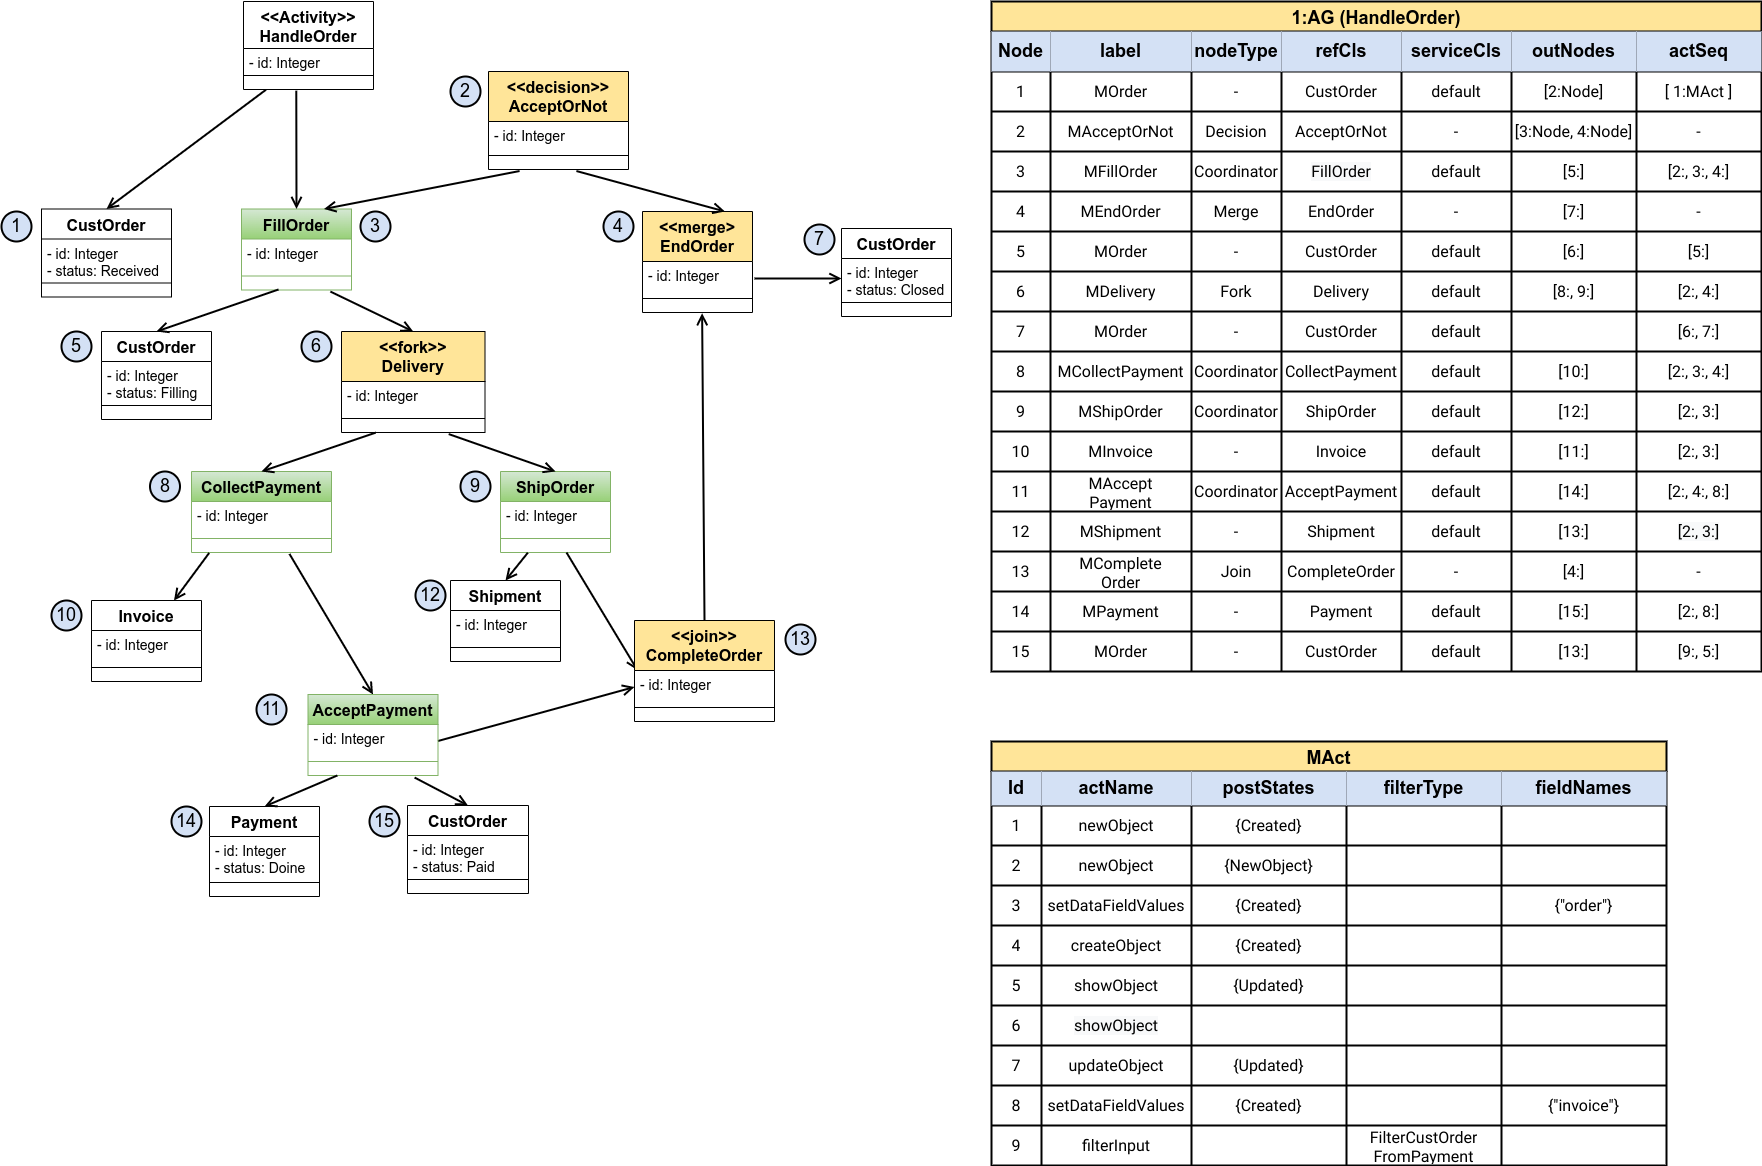 <<Activity>>
HandleOrder
- id: Integer
2
<<decision>>
AcceptOrNot
- id: Integer
1
CustOrder
- id: Integer
- status: Received
FillOrder
- id: Integer
3
4
<<merge>
EndOrder
- id: Integer
7
CustOrder
- id: Integer
- status: Closed
5
CustOrder
- id: Integer
- status: Filling
6
<<fork>>
Delivery
- id: Integer
8
CollectPayment
- id: Integer
9
ShipOrder
- id: Integer
10
Invoice
- id: Integer
12
Shipment
- id: Integer
<<join>>
CompleteOrder
- id: Integer
13
11
AcceptPayment
- id: Integer
14
Payment
- id: Integer
- status: Doine
15
CustOrder
- id: Integer
- status: Paid
1:AG (HandleOrder)
Node label nodeType refCls serviceCls outNodes actSeq
1 MOrder - CustOrder default [2:Node] [ 1:MAct ]
2 MAcceptOrNot Decision AcceptOrNot - [3:Node, 4:Node] -
3 MFillOrder Coordinator FillOrder default [5:] [2:, 3:, 4:]
4 MEndOrder Merge EndOrder - [7:] -
5 MOrder - CustOrder default [6:] [5:]
6 MDelivery Fork Delivery default [8:, 9:] [2:, 4:]
7 MOrder - CustOrder default [6:, 7:]
8 MCollectPayment Coordinator CollectPayment default [10:] [2:, 3:, 4:]
9 MShipOrder Coordinator ShipOrder default [12:] [2:, 3:]
10 MInvoice - Invoice default [11:] [2:, 3:]
11 MAccept Payment Coordinator AcceptPayment default [14:] [2:, 4:, 8:]
12 MShipment - Shipment default [13:] [2:, 3:]
13 MComplete Order Join CompleteOrder - [4:] -
14 MPayment - Payment default [15:] [2:, 8:]
15 MOrder - CustOrder default [13:] [9:, 5:]
MAct
Id actName postStates filterType fieldNames
1 newObject {Created}
2 newObject {NewObject}
3 setDataFieldValues {Created} {"order"}
4 createObject {Created}
5 showObject {Updated}
6 showObject
7 updateObject {Updated}
8 setDataFieldValues {Created} {"invoice"}
9 filterInput FilterCustOrder FromPayment